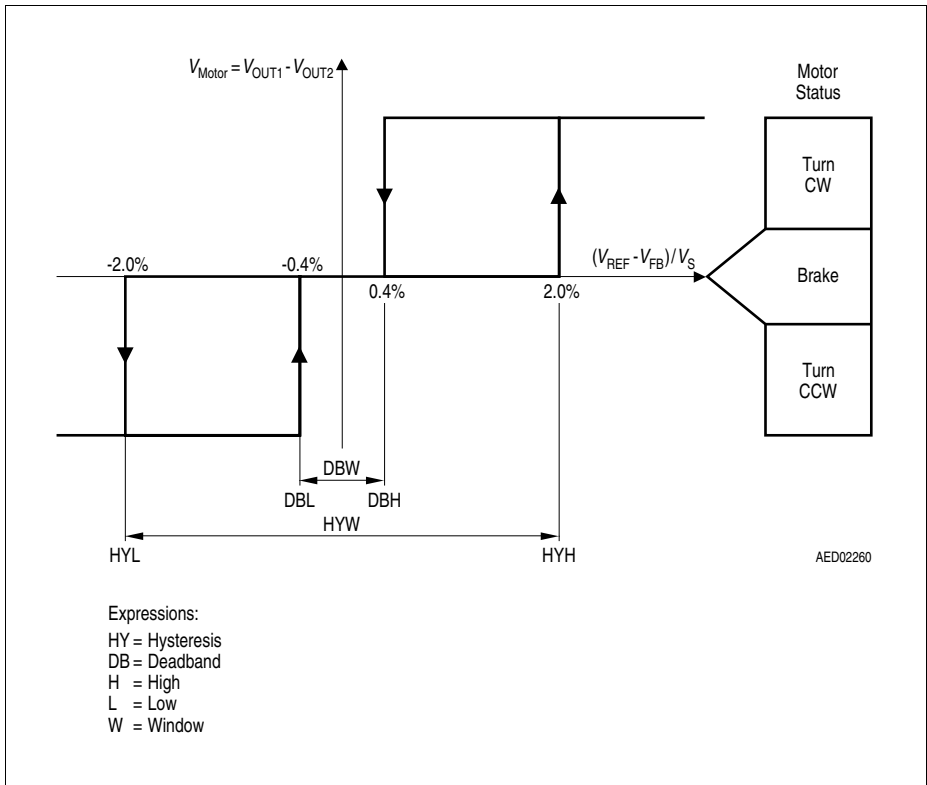 V_Motor = V_OUT1 - V_OUT2
Motor
Status
Turn
CW
-2.0%
-0.4%
(V_REF - V_FB) / V_S
Brake
0.4%
2.0%
Turn
CCW
DBW
DBL
DBH
HYW
HYL
HYH
AED02260
Expressions:
HY = Hysteresis
DB = Deadband
H = High
L = Low
W = Window